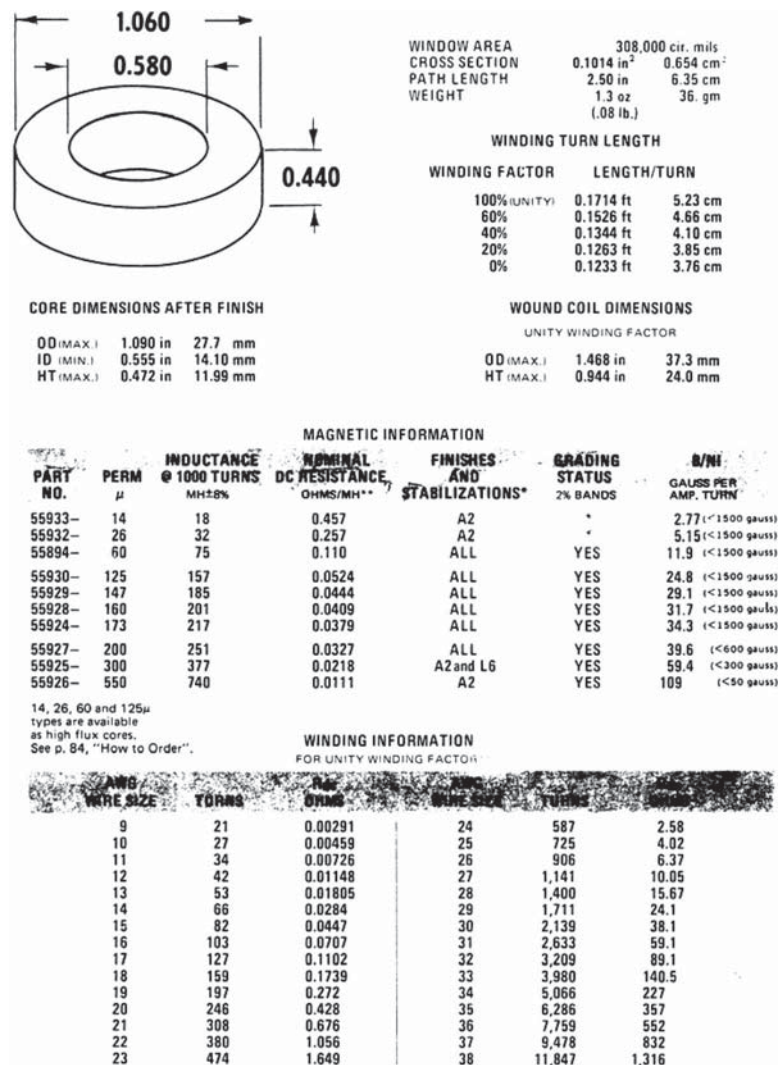 1.060
0.580
0.440
WINDOW AREA 308,000 cir. mils
CROSS SECTION 0.1014 in² 0.654 cm²
PATH LENGTH 2.50 in 6.35 cm
WEIGHT 1.3 oz 36. gm
(.08 lb.)
WINDING TURN LENGTH
WINDING FACTOR LENGTH/TURN
100% (UNITY) 0.1714 ft 5.23 cm
60% 0.1526 ft 4.66 cm
40% 0.1344 ft 4.10 cm
20% 0.1263 ft 3.85 cm
0% 0.1233 ft 3.76 cm
CORE DIMENSIONS AFTER FINISH
OD (MAX.) 1.090 in 27.7 mm
ID (MIN.) 0.555 in 14.10 mm
HT (MAX.) 0.472 in 11.99 mm
WOUND COIL DIMENSIONS
UNITY WINDING FACTOR
OD (MAX.) 1.468 in 37.3 mm
HT (MAX.) 0.944 in 24.0 mm
MAGNETIC INFORMATION
PART NO. PERM µ INDUCTANCE @ 1000 TURNS MH±8% NOMINAL DC RESISTANCE OHMS/MH** FINISHES AND STABILIZATIONS* GRADING STATUS 2% BANDS B/NI GAUSS PER AMP. TURN
55933– 14 18 0.457 A2 * 2.77 (<1500 gauss)
55932– 26 32 0.257 A2 * 5.15 (<1500 gauss)
55894– 60 75 0.110 ALL YES 11.9 (<1500 gauss)
55930– 125 157 0.0524 ALL YES 24.8 (<1500 gauss)
55929– 147 185 0.0444 ALL YES 29.1 (<1500 gauss)
55928– 160 201 0.0409 ALL YES 31.7 (<1500 gauss)
55924– 173 217 0.0379 ALL YES 34.3 (<1500 gauss)
55927– 200 251 0.0327 ALL YES 39.6 (<600 gauss)
55925– 300 377 0.0218 A2 and L6 YES 59.4 (<300 gauss)
55926– 550 740 0.0111 A2 YES 109 (<50 gauss)
14, 26, 60 and 125µ
types are available
as high flux cores.
See p. 84, "How to Order".
WINDING INFORMATION
FOR UNITY WINDING FACTOR
AWG WIRE SIZE TURNS OHMS AWG WIRE SIZE TURNS OHMS
9 21 0.00291 24 587 2.58
10 27 0.00459 25 725 4.02
11 34 0.00726 26 906 6.37
12 42 0.01148 27 1,141 10.05
13 53 0.01805 28 1,400 15.67
14 66 0.0284 29 1,711 24.1
15 82 0.0447 30 2,139 38.1
16 103 0.0707 31 2,633 59.1
17 127 0.1102 32 3,209 89.1
18 159 0.1739 33 3,980 140.5
19 197 0.272 34 5,066 227
20 246 0.428 35 6,286 357
21 308 0.676 36 7,759 552
22 380 1.056 37 9,478 832
23 474 1.649 38 11,847 1,316